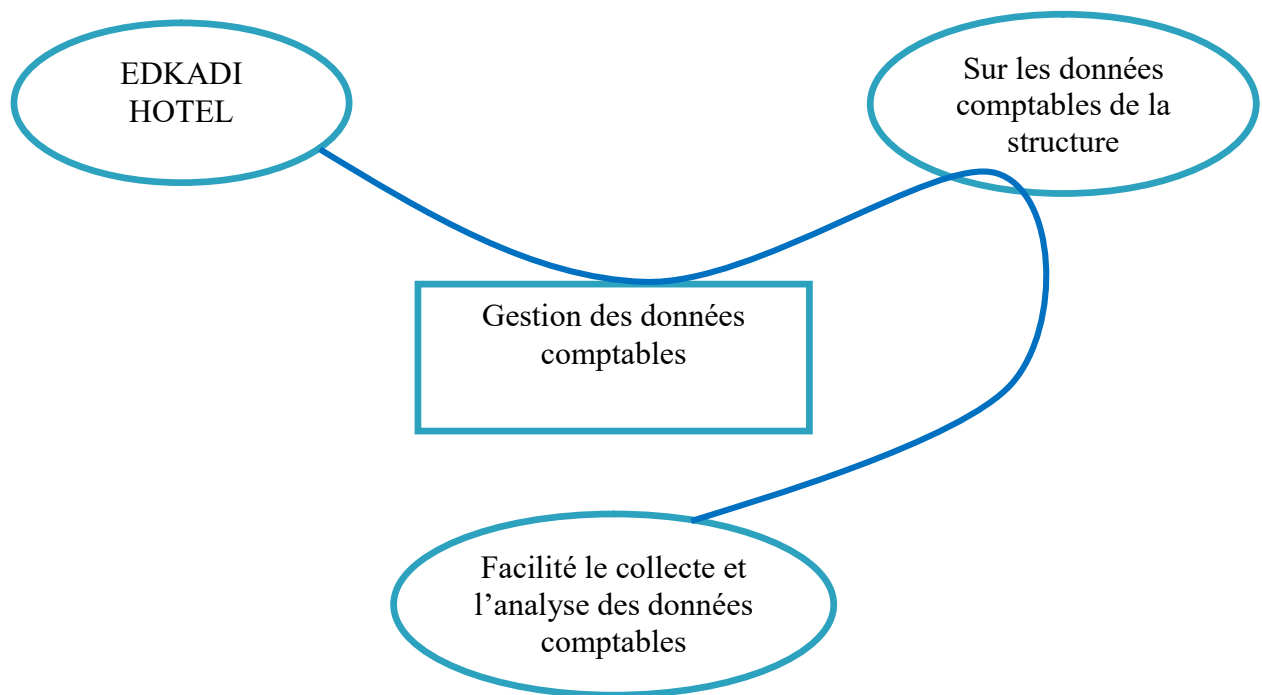 EDKADI
HOTEL
Sur les données
comptables de la
structure
Gestion des données
comptables
Facilité le collecte et
l’analyse des données
comptables